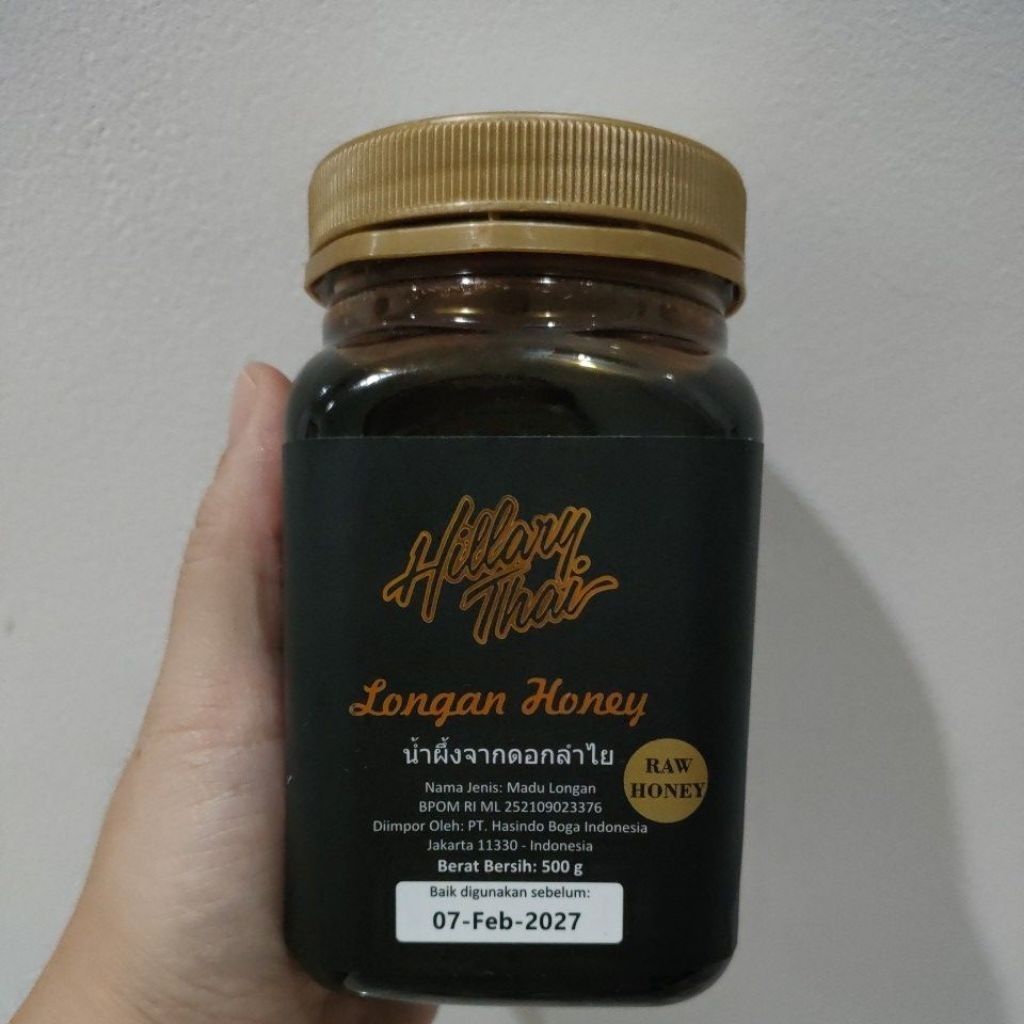 Hillary
Thai
Longan Honey
น้ำผึ้งจากดอกลำไย
RAW
HONEY
Nama Jenis: Madu Longan
BPOM RI ML 252109023376
Diimpor Oleh: PT. Hasindo Boga Indonesia
Jakarta 11330 - Indonesia
Berat Bersih: 500 g
Baik digunakan sebelum:
07-Feb-2027